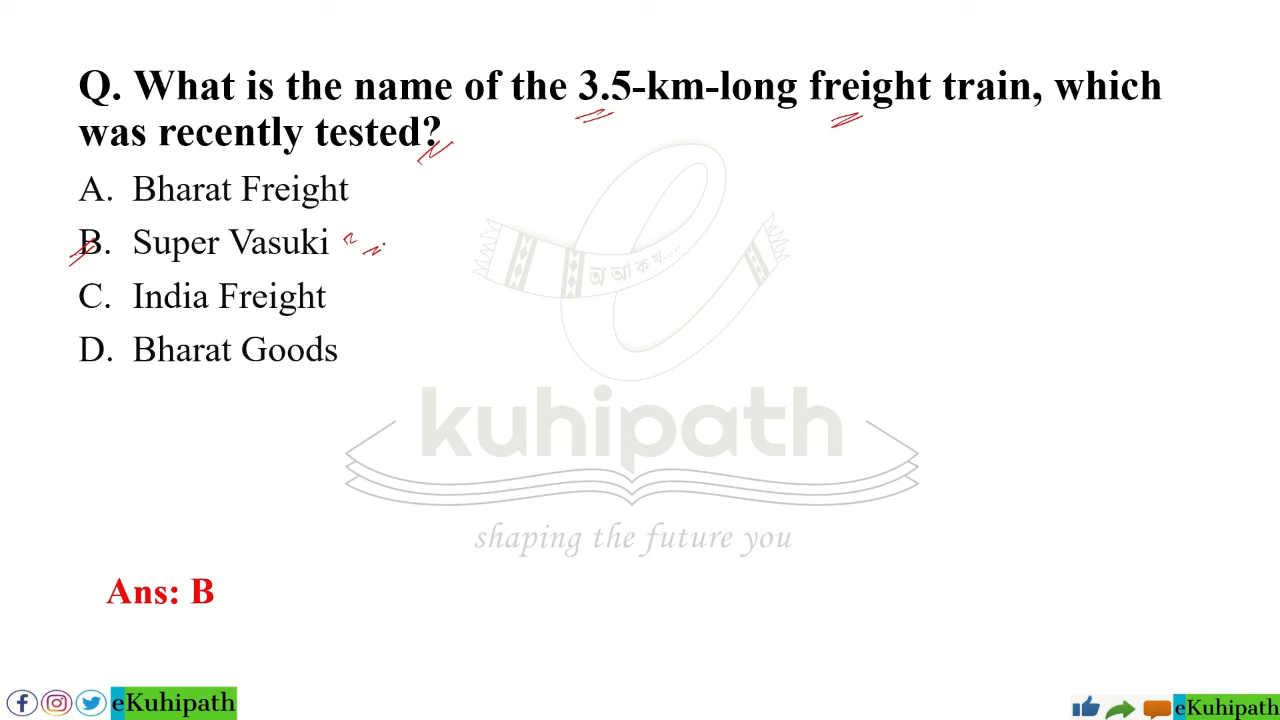 Q. What is the name of the 3.5-km-long freight train, which
was recently tested?
A. Bharat Freight
B. Super Vasuki
C. India Freight
D. Bharat Goods
অ আ ক খ.....
kuhipath
shaping the future you
Ans: B
eKuhipath
eKuhipath